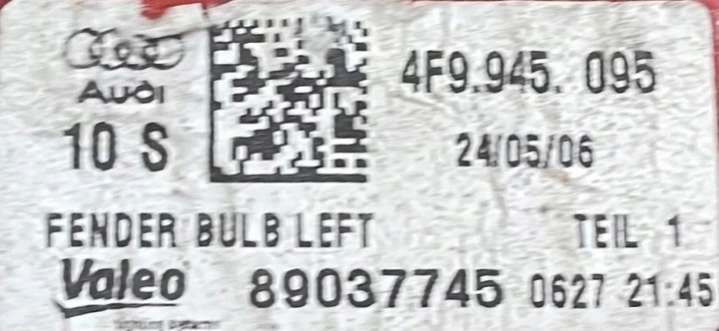 Audi
4F9.945. 095
10 S
24/05/06
FENDER BULB LEFT TEIL 1
Valeo 89037745 0627 21:45